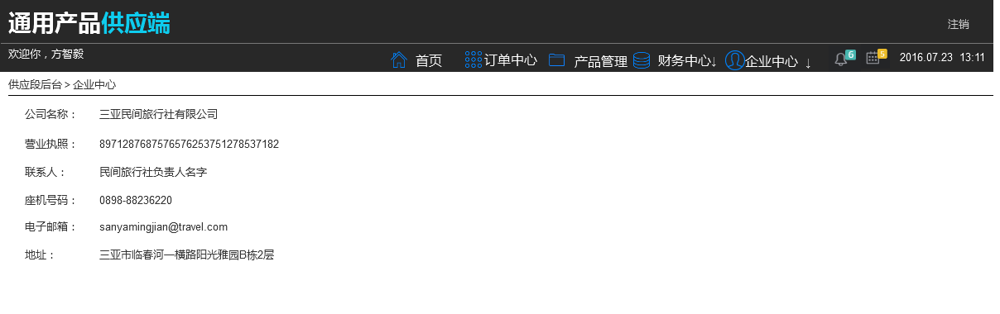 通用产品供应端
注销
欢迎你，方智毅
首页 订单中心 产品管理 财务中心↓ 企业中心 ↓ 6 5 2016.07.23 13:11
供应段后台 > 企业中心
公司名称： 三亚民间旅行社有限公司
营业执照： 8971287687576576253751278537182
联系人： 民间旅行社负责人名字
座机号码： 0898-88236220
电子邮箱： sanyamingjian@travel.com
地址： 三亚市临春河一横路阳光雅园B栋2层